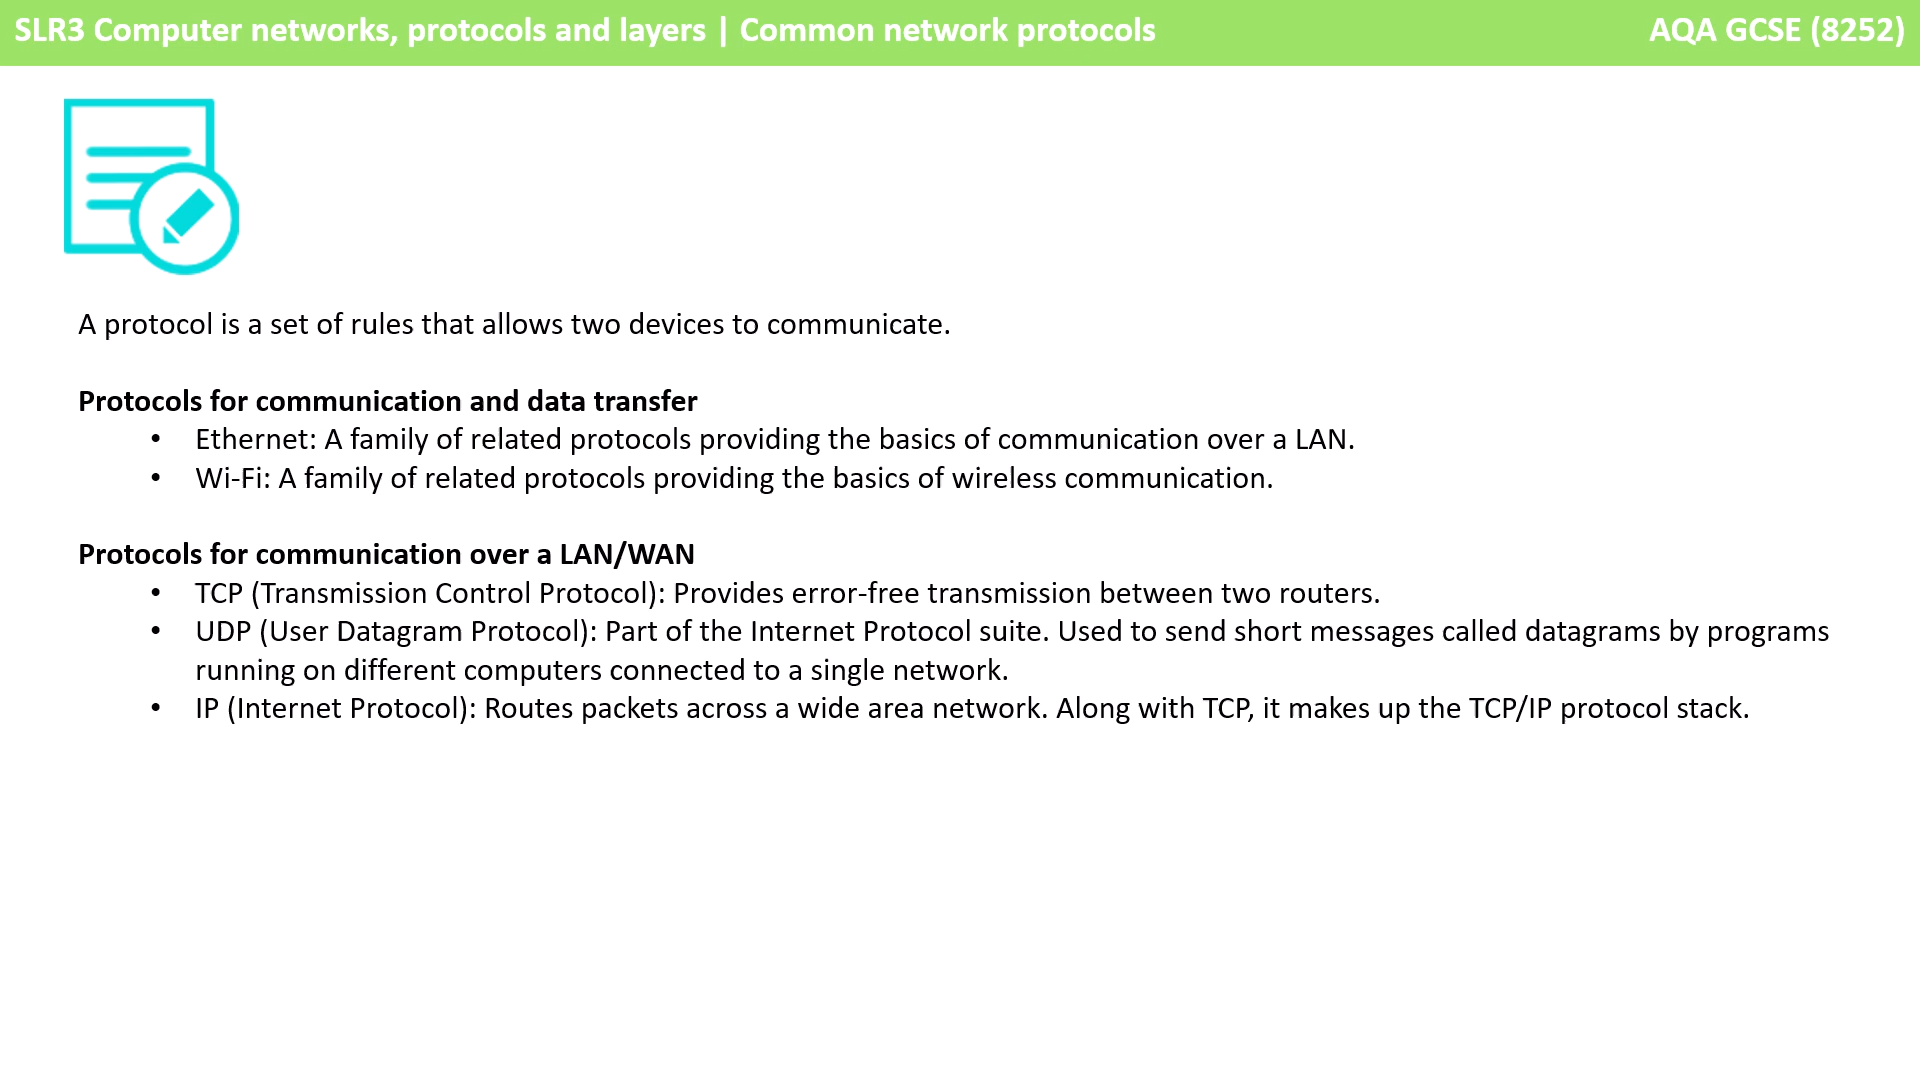 SLR3 Computer networks, protocols and layers | Common network protocols
AQA GCSE (8252)
A protocol is a set of rules that allows two devices to communicate.
Protocols for communication and data transfer
• Ethernet: A family of related protocols providing the basics of communication over a LAN.
• Wi-Fi: A family of related protocols providing the basics of wireless communication.
Protocols for communication over a LAN/WAN
• TCP (Transmission Control Protocol): Provides error-free transmission between two routers.
• UDP (User Datagram Protocol): Part of the Internet Protocol suite. Used to send short messages called datagrams by programs
running on different computers connected to a single network.
• IP (Internet Protocol): Routes packets across a wide area network. Along with TCP, it makes up the TCP/IP protocol stack.